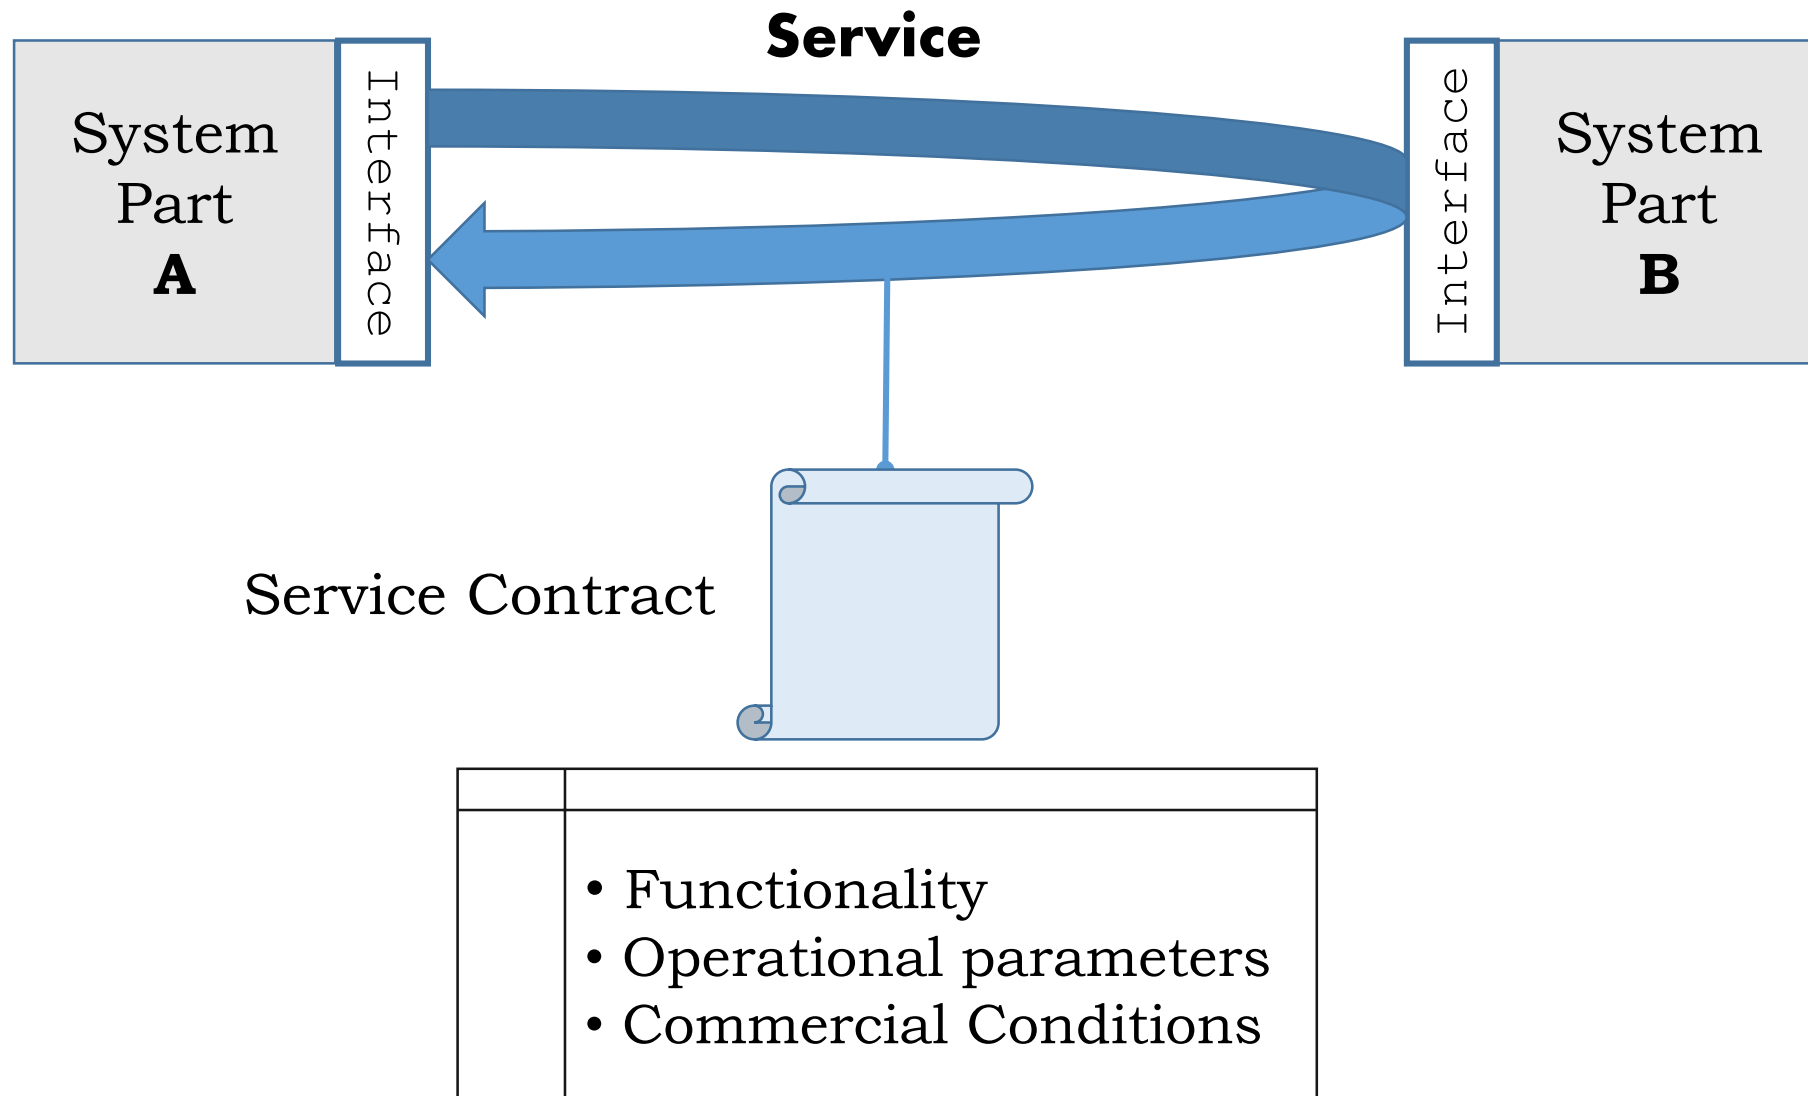 Service
System
Part
A
Interface
Interface
System
Part
B
Service Contract
• Functionality
• Operational parameters
• Commercial Conditions